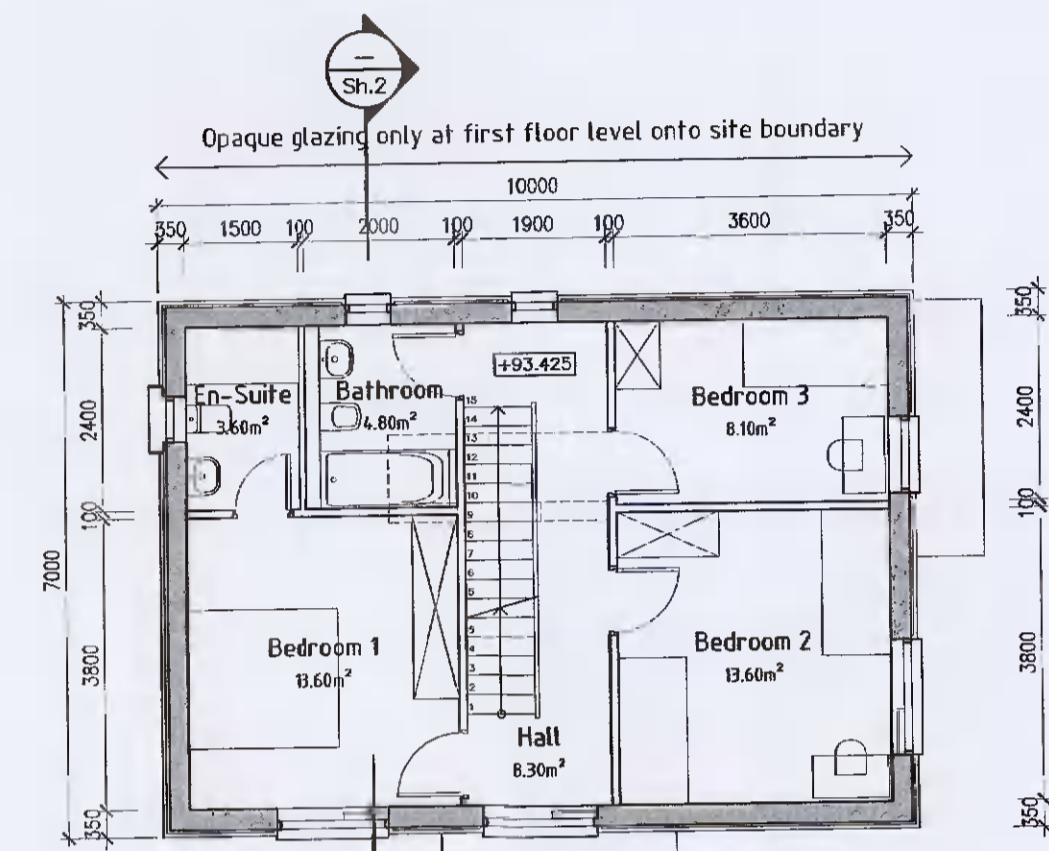 —
Sh.2
Opaque glazing only at first floor level onto site boundary
10000
350 1500 100 2000 100 1900 100 3600 350
350
2400
100
3800
350
7000
En-Suite
3.60m²
Bathroom
4.80m²
+93.425
Bedroom 3
8.10m²
15
14
13
12
11
10
9
8
7
6
5
5
4
3
2
1
Bedroom 1
13.60m²
Bedroom 2
13.60m²
Hall
8.30m²
350
2400
100
3800
350